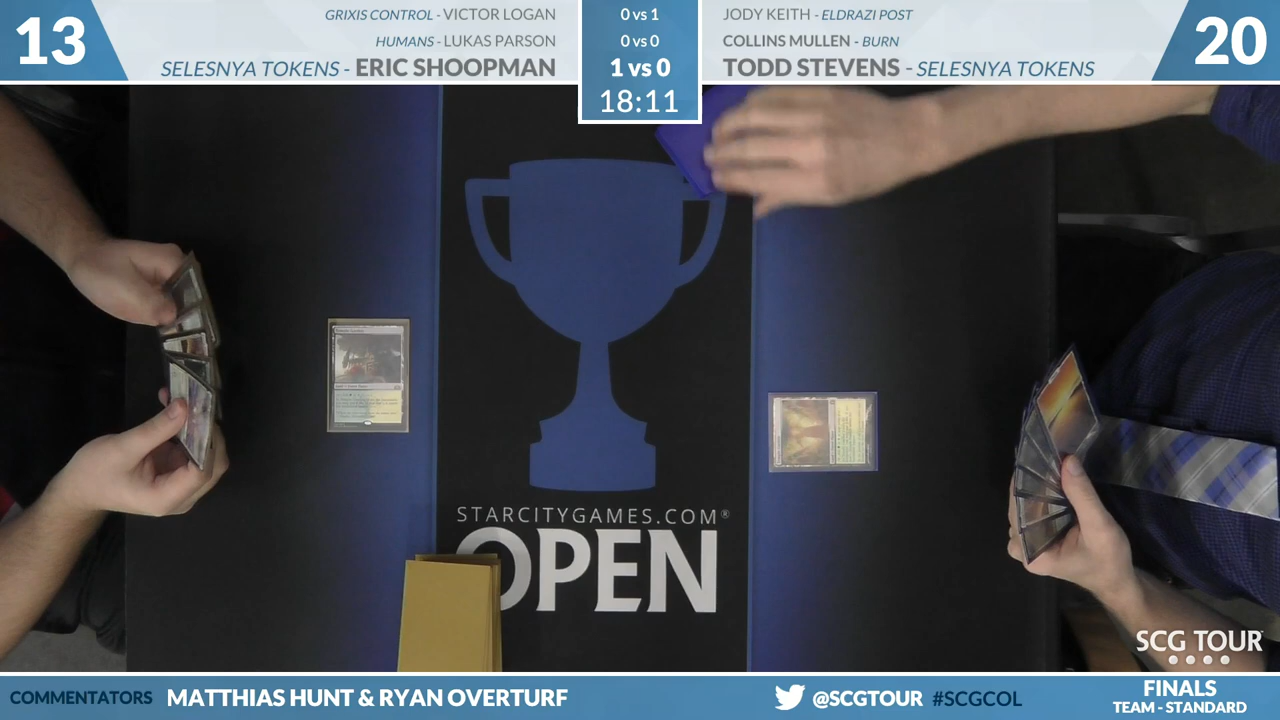 13
GRIXIS CONTROL - VICTOR LOGAN
HUMANS - LUKAS PARSON
SELESNYA TOKENS - ERIC SHOOPMAN
0 vs 1
0 vs 0
1 vs 0
18:11
JODY KEITH - ELDRAZI POST
COLLINS MULLEN - BURN
TODD STEVENS - SELESNYA TOKENS
20
STARCITYGAMES.COM®
OPEN
SCG TOUR
COMMENTATORS MATTHIAS HUNT & RYAN OVERTURF
@SCGTOUR #SCGCOL
FINALS
TEAM - STANDARD